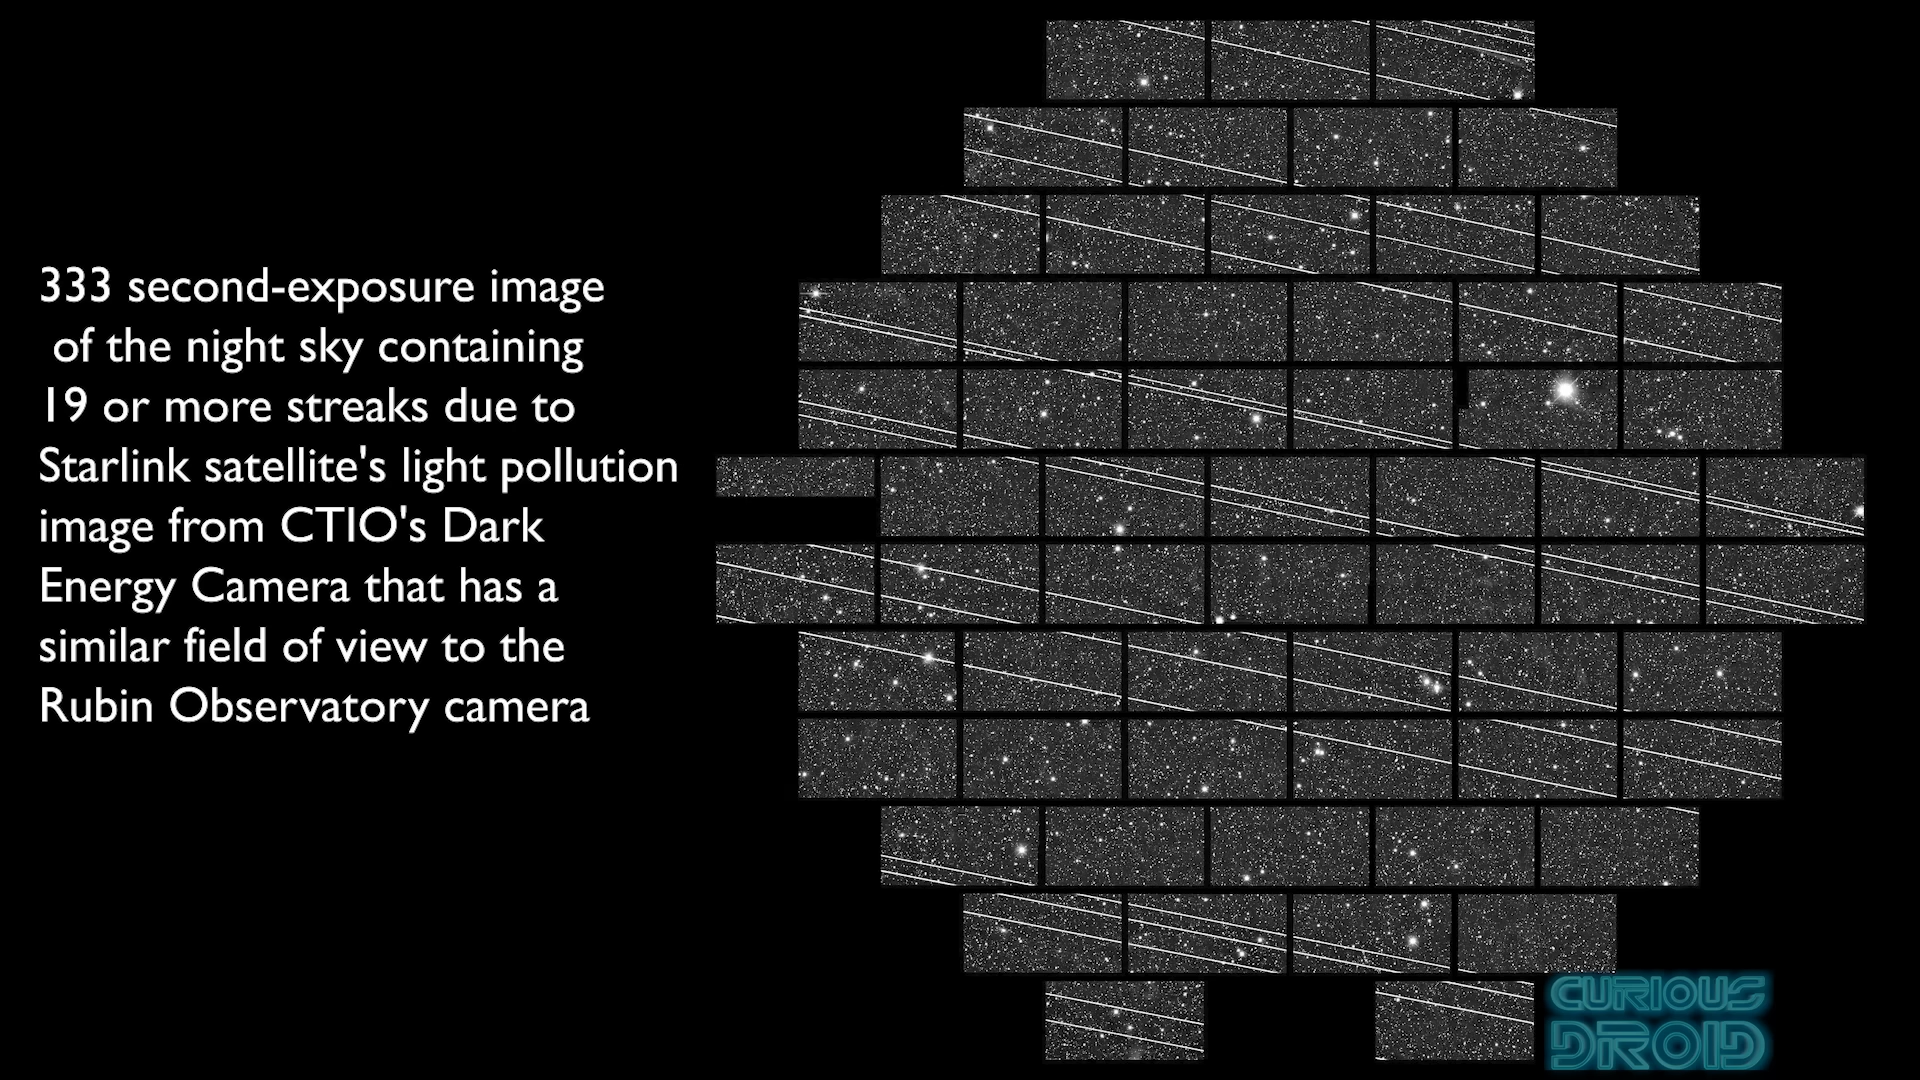 333 second-exposure image
of the night sky containing
19 or more streaks due to
Starlink satellite's light pollution
image from CTIO's Dark
Energy Camera that has a
similar field of view to the
Rubin Observatory camera
CURIOUS
DROID